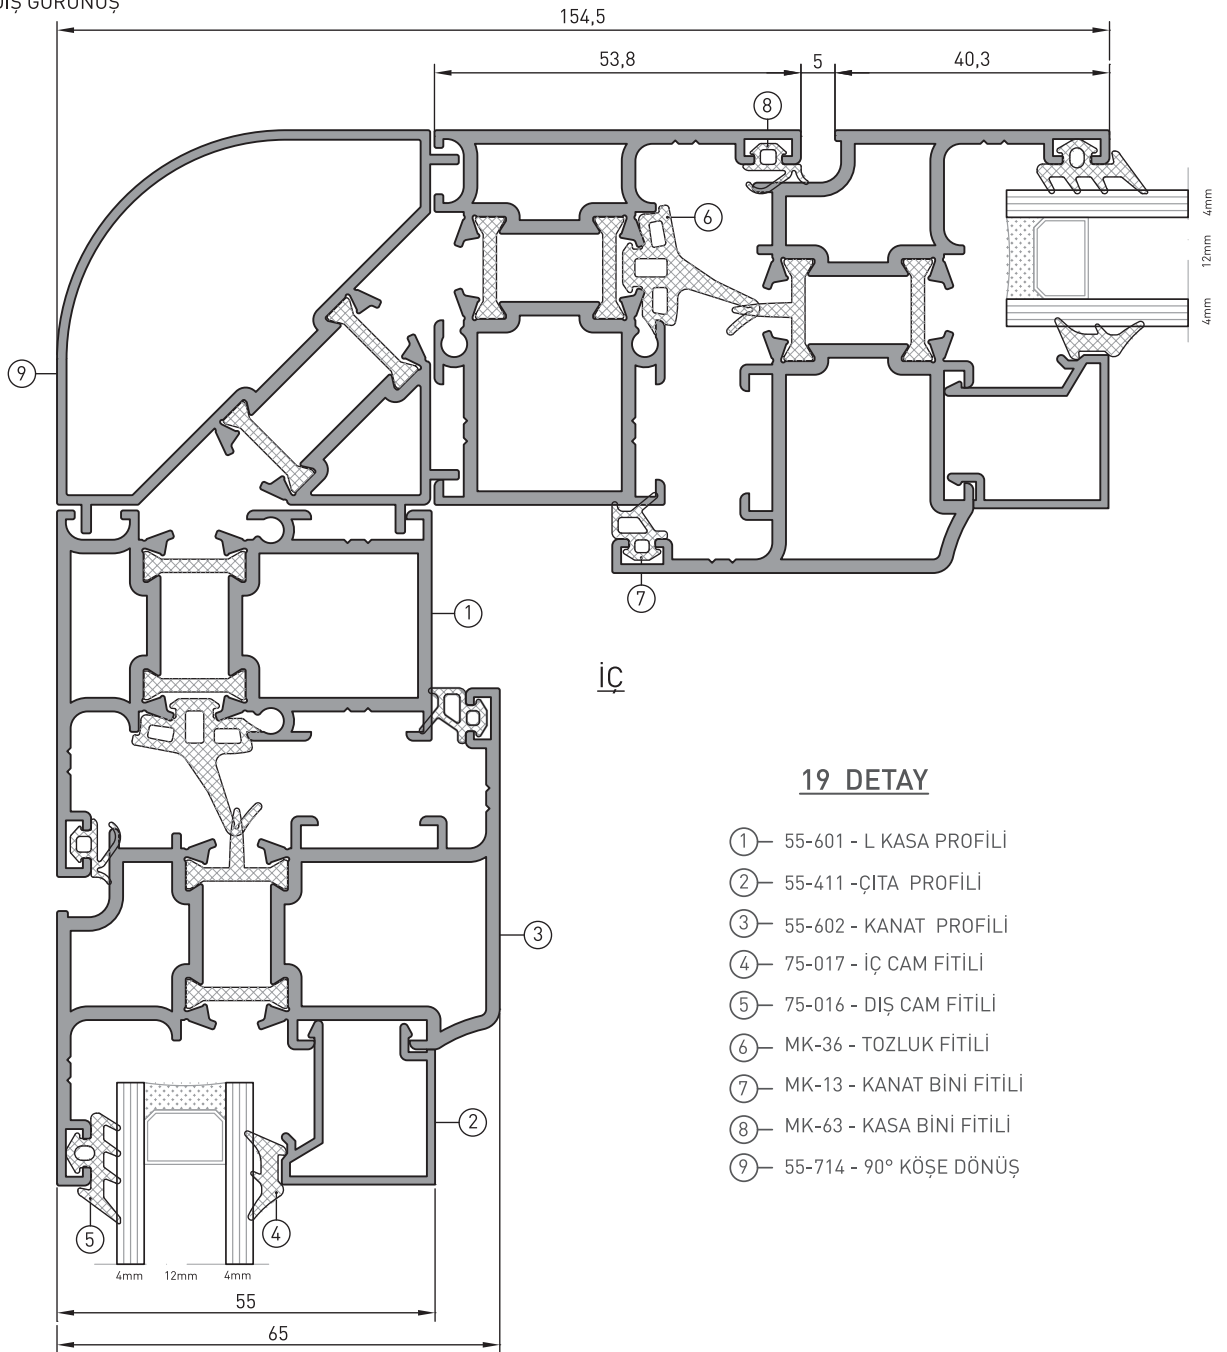 DIŞ GÖRÜNÜŞ
154,5
53,8
5
40,3
8
6
4mm
12mm
4mm
9
7
1
İÇ
3
2
5
4
4mm 12mm 4mm
55
65
19 DETAY
1 55-601 - L KASA PROFİLİ
2 55-411 -ÇITA PROFİLİ
3 55-602 - KANAT PROFİLİ
4 75-017 - İÇ CAM FİTİLİ
5 75-016 - DIŞ CAM FİTİLİ
6 MK-36 - TOZLUK FİTİLİ
7 MK-13 - KANAT BİNİ FİTİLİ
8 MK-63 - KASA BİNİ FİTİLİ
9 55-714 - 90° KÖŞE DÖNÜŞ